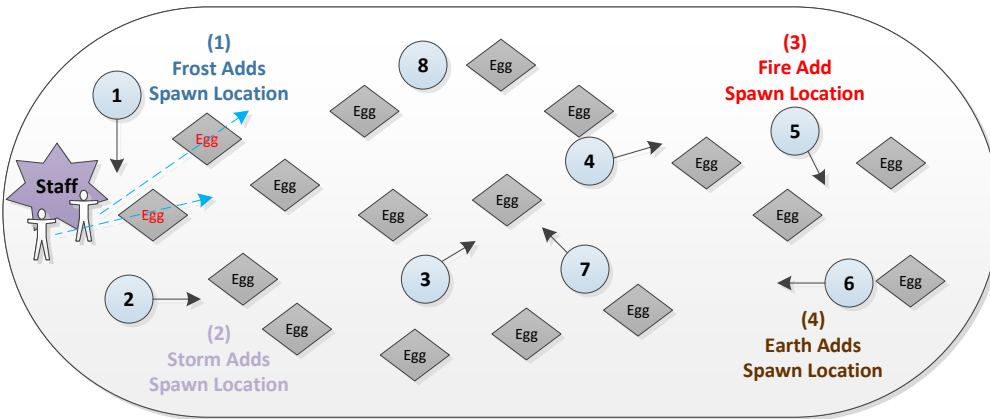 (1)
Frost Adds
Spawn Location
(3)
Fire Add
Spawn Location
8
Egg
1
Egg
Egg
5
Egg
4
Egg
Egg
Staff
Egg
Egg
Egg
Egg
Egg
Egg
3
7
Egg
2
6
Egg
Egg
Egg
Egg
Egg
(2)
Storm Adds
Spawn Location
(4)
Earth Adds
Spawn Location